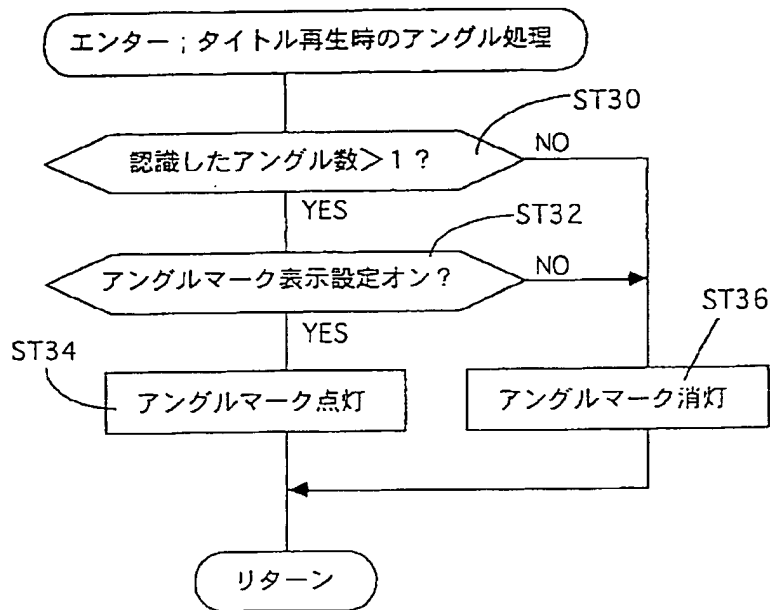 エンター；タイトル再生時のアングル処理
ST30
認識したアングル数＞１？
NO
YES
ST32
アングルマーク表示設定オン？
NO
YES
ST34
ST36
アングルマーク点灯
アングルマーク消灯
リターン